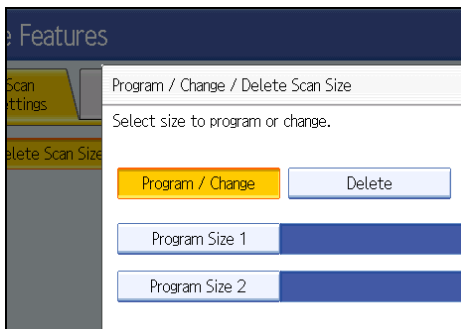 e Features
Scan
ettings
Program / Change / Delete Scan Size
Select size to program or change.
elete Scan Size
Program / Change
Delete
Program Size 1
Program Size 2